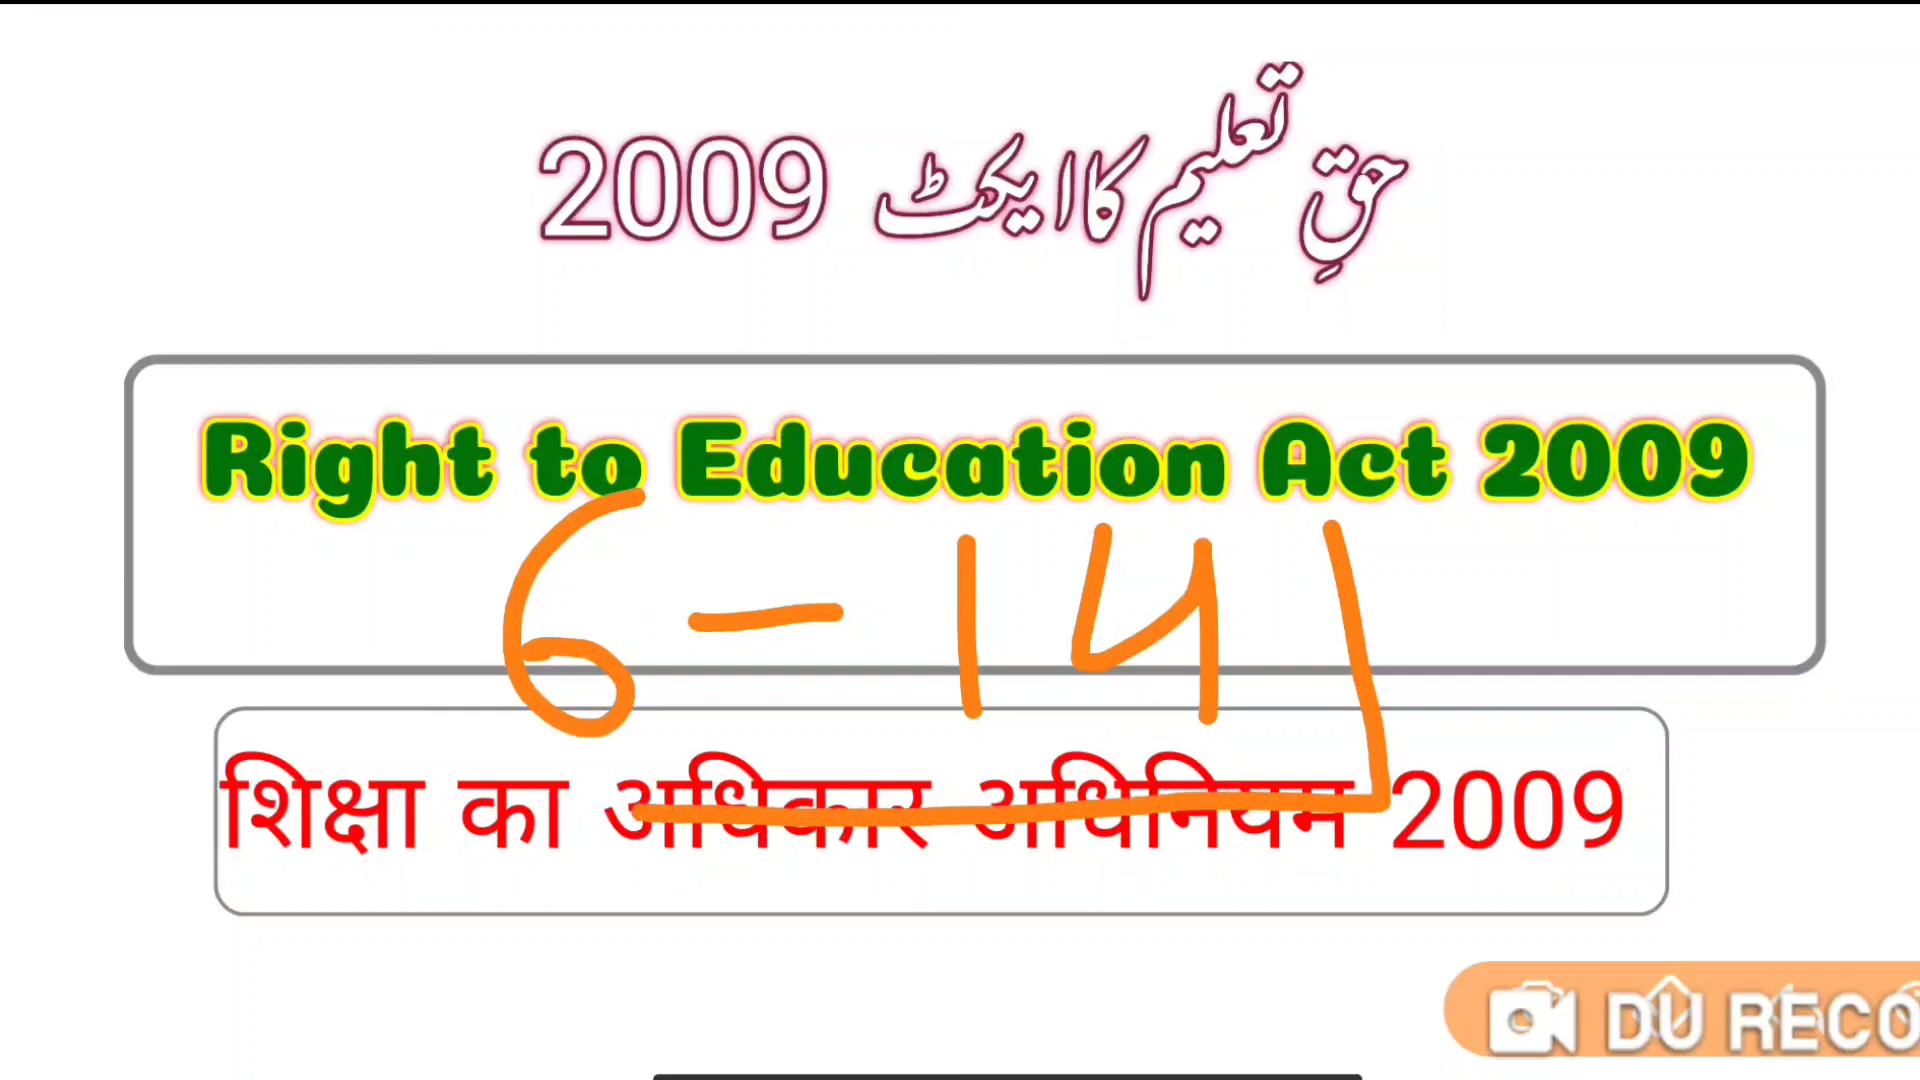 حقِ تعلیم کا ایکٹ 2009
Right to Education Act 2009
6-14
शिक्षा का अधिकार अधिनियम 2009
DU RECO